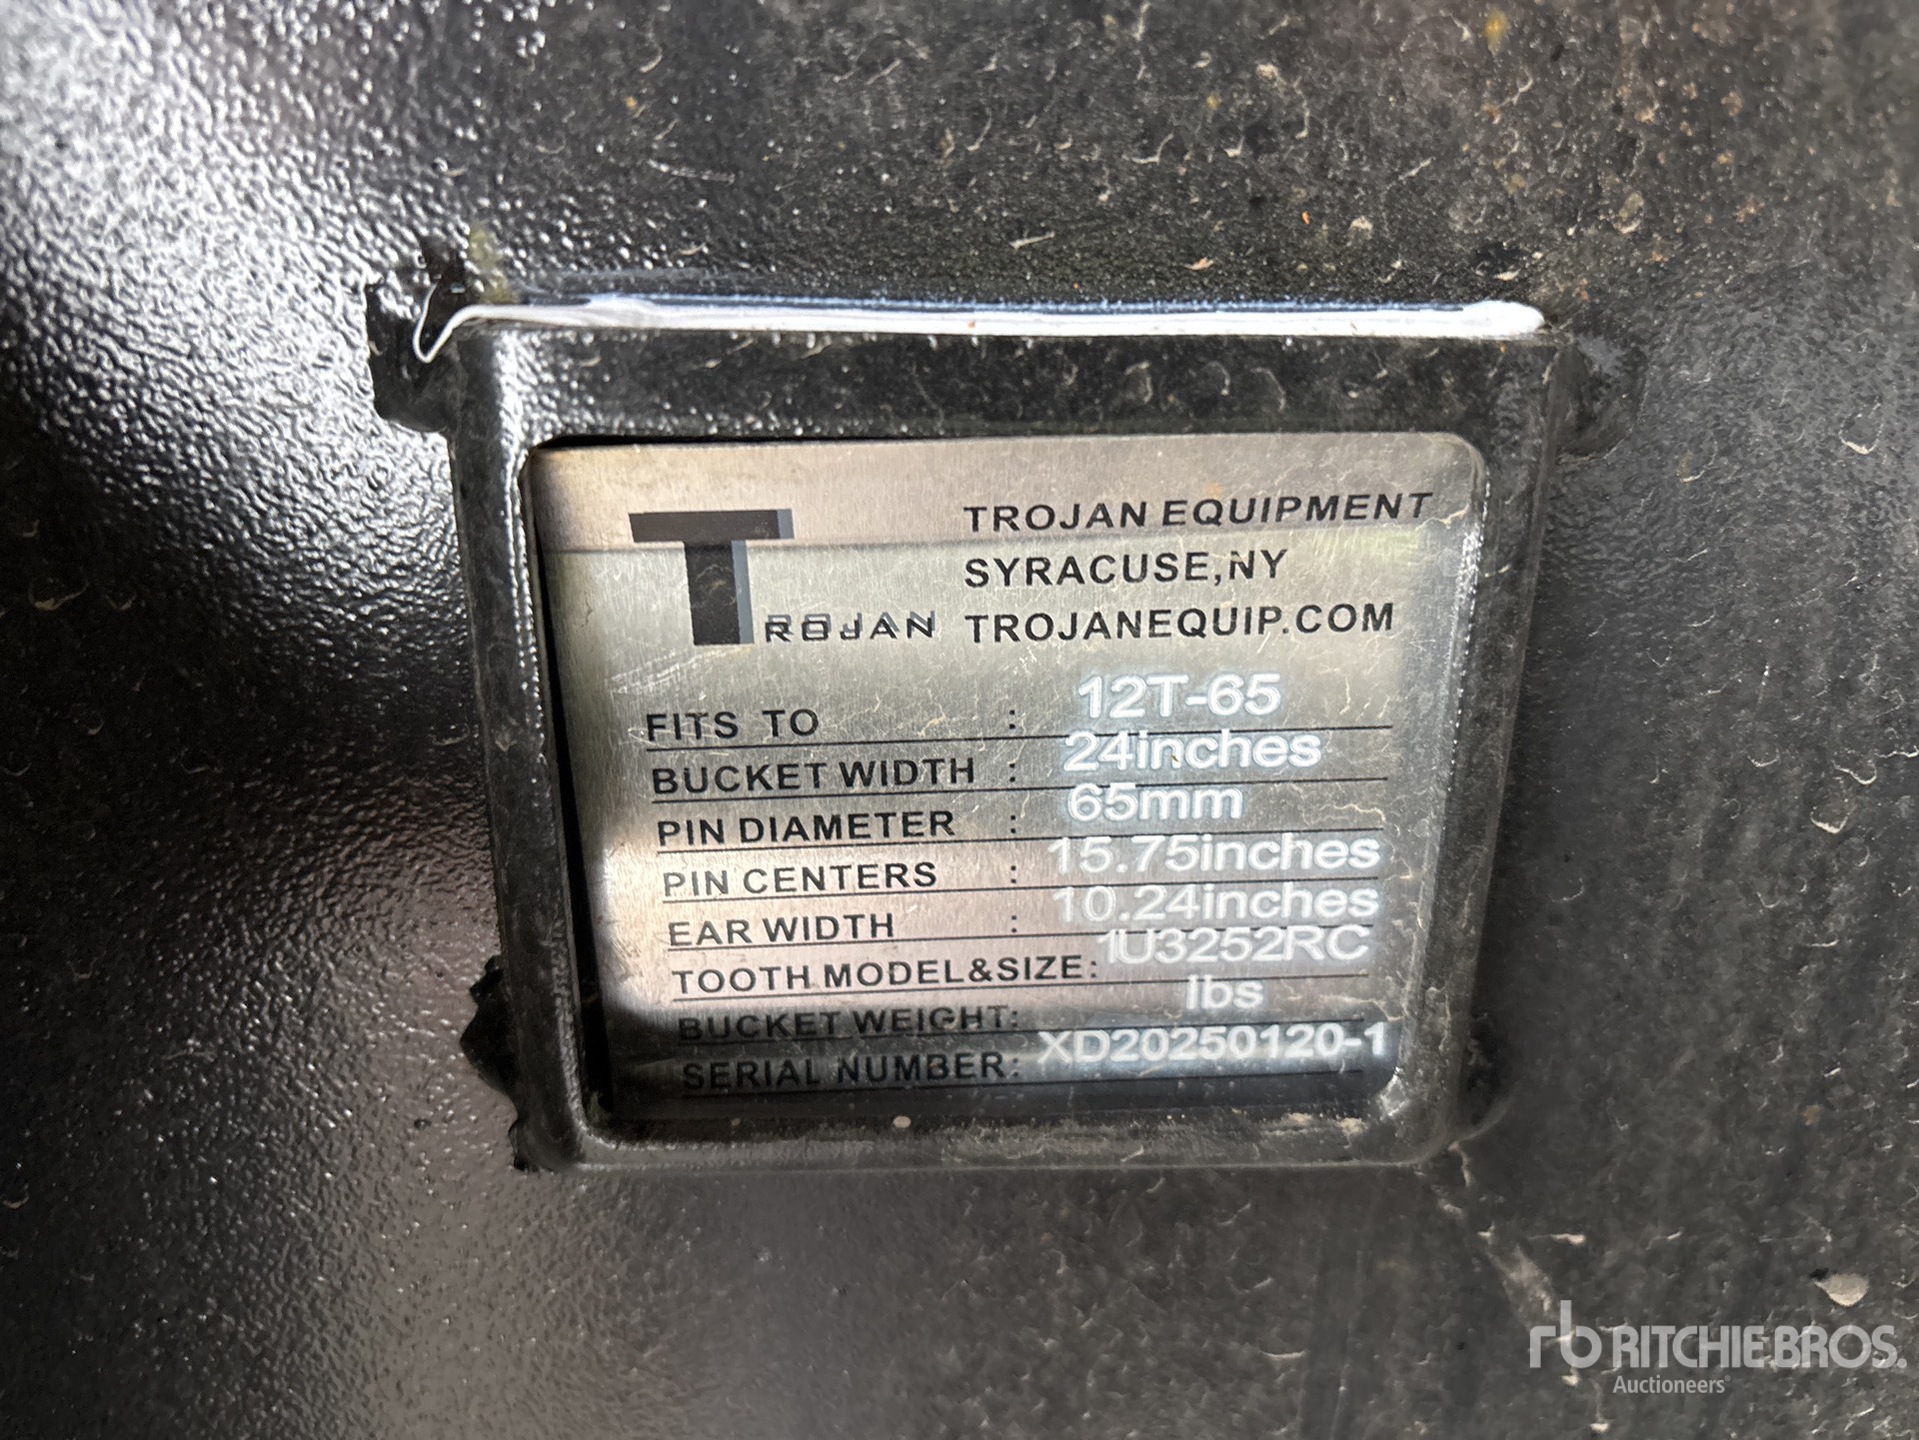 TROJAN
TROJAN EQUIPMENT
SYRACUSE,NY
TROJANEQUIP.COM
FITS TO : 12T-65
BUCKET WIDTH : 24inches
PIN DIAMETER : 65mm
PIN CENTERS : 15.75inches
EAR WIDTH : 10.24inches
TOOTH MODEL&SIZE: 1U3252RC
BUCKET WEIGHT: lbs
SERIAL NUMBER: XD20250120-1
rb RITCHIE BROS.
Auctioneers